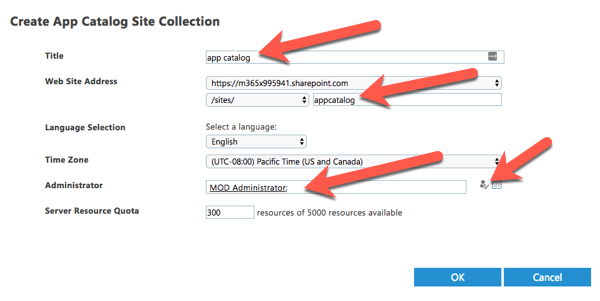 Create App Catalog Site Collection
Title
app catalog
Web Site Address
https://m365x995941.sharepoint.com
/sites/ appcatalog
Language Selection
Select a language:
English
Time Zone
(UTC-08:00) Pacific Time (US and Canada)
Administrator
MOD Administrator;
Server Resource Quota
300 resources of 5000 resources available
OK Cancel